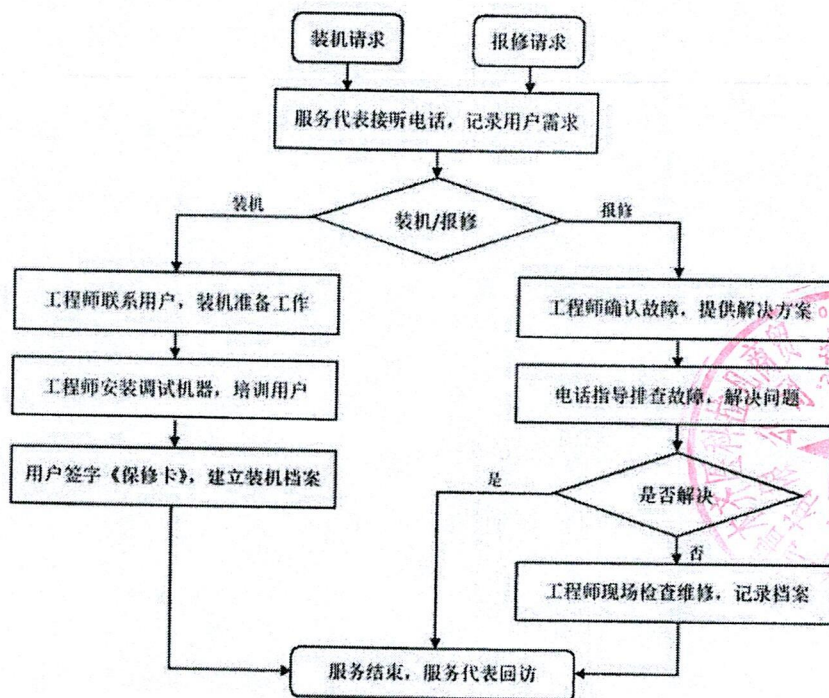 装机请求
报修请求
服务代表接听电话，记录用户需求
装机/报修
装机
报修
工程师联系用户，装机准备工作
工程师确认故障，提供解决方案
工程师安装调试机器，培训用户
电话指导排查故障，解决问题
用户签字《保修卡》，建立装机档案
是
是否解决
否
工程师现场检查维修，记录档案
服务结束，服务代表回访